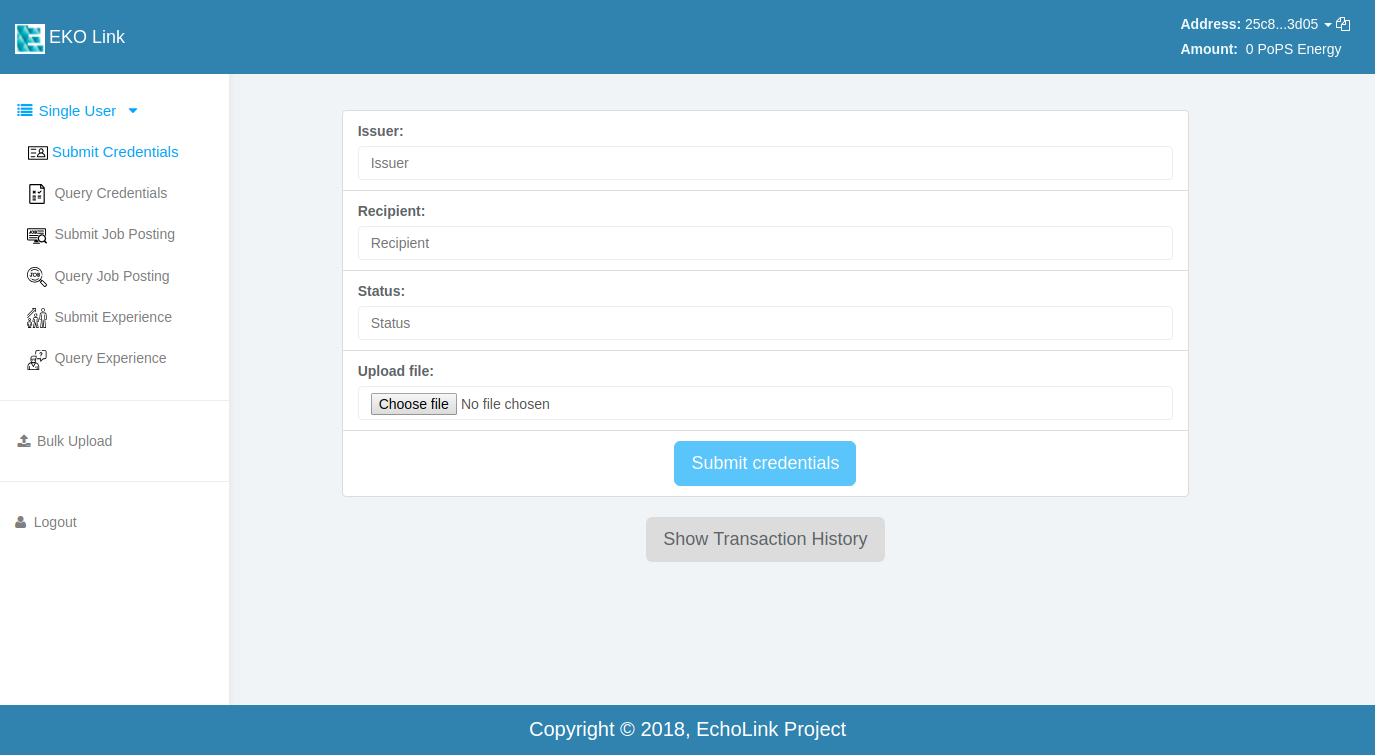 EKO Link
Address: 25c8...3d05
Amount: 0 PoPS Energy
Single User
Submit Credentials
Query Credentials
Submit Job Posting
Query Job Posting
Submit Experience
Query Experience
Bulk Upload
Logout
Issuer:
Issuer
Recipient:
Recipient
Status:
Status
Upload file:
Choose file No file chosen
Submit credentials
Show Transaction History
Copyright © 2018, EchoLink Project